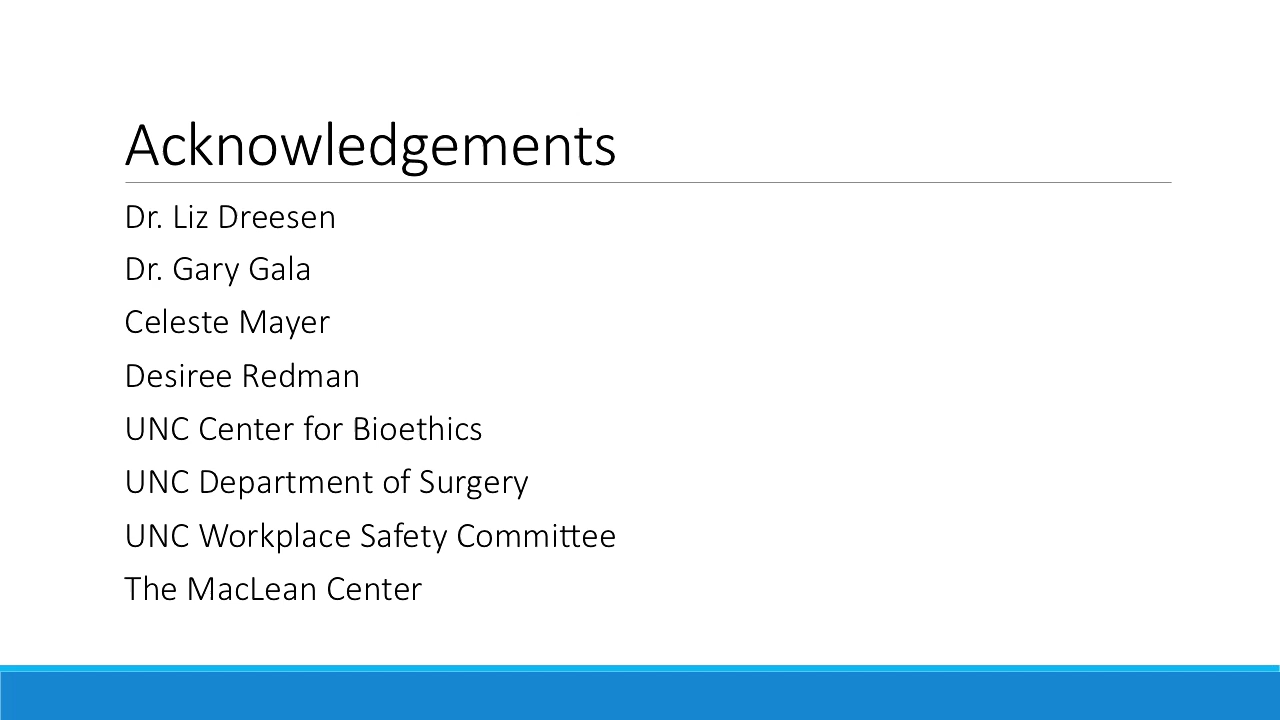 Acknowledgements
Dr. Liz Dreesen
Dr. Gary Gala
Celeste Mayer
Desiree Redman
UNC Center for Bioethics
UNC Department of Surgery
UNC Workplace Safety Committee
The MacLean Center